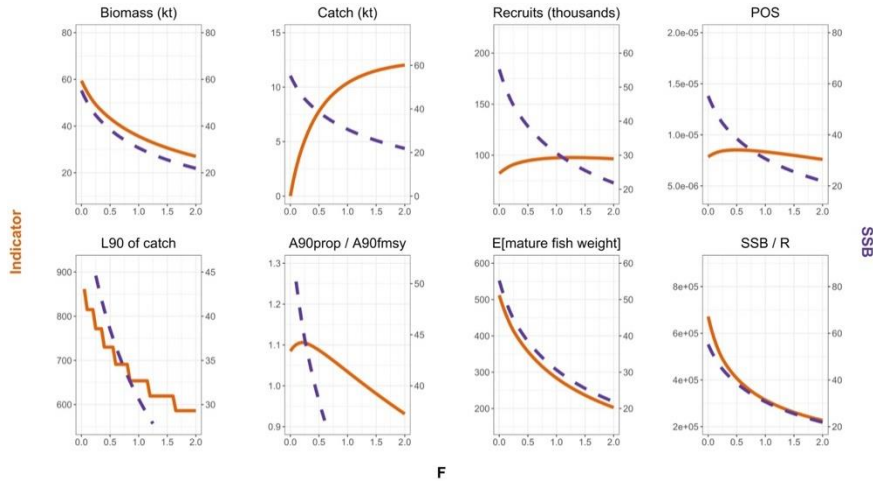 Biomass (kt)
80
60
40
20
80
60
40
20
0.0 0.5 1.0 1.5 2.0
Catch (kt)
15
10
5
0
60
40
20
0
0.0 0.5 1.0 1.5 2.0
Recruits (thousands)
200
150
100
60
50
40
30
20
0.0 0.5 1.0 1.5 2.0
POS
2.0e-05
1.5e-05
1.0e-05
5.0e-06
80
60
40
20
0.0 0.5 1.0 1.5 2.0
Indicator
L90 of catch
900
800
700
600
45
40
35
30
0.0 0.5 1.0 1.5 2.0
A90prop / A90fmsy
1.3
1.2
1.1
1.0
0.9
50
45
40
0.0 0.5 1.0 1.5 2.0
E[mature fish weight]
600
500
400
300
200
60
50
40
30
20
0.0 0.5 1.0 1.5 2.0
SSB / R
8e+05
6e+05
4e+05
2e+05
80
60
40
20
0.0 0.5 1.0 1.5 2.0
SSB
F